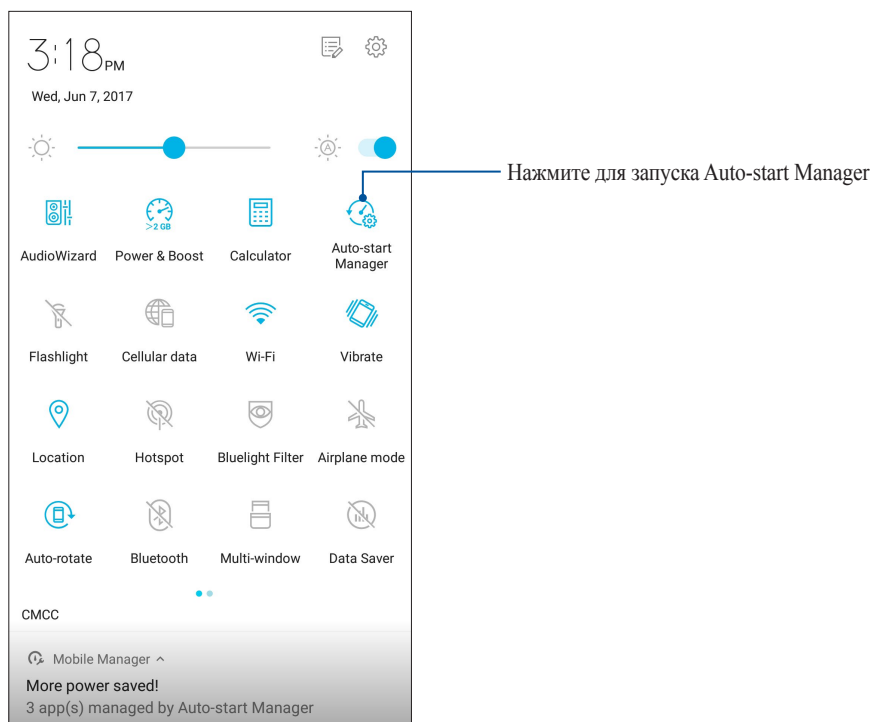 3:18 PM
Wed, Jun 7, 2017
A
Нажмите для запуска Auto-start Manager
>2 GB
AudioWizard Power & Boost Calculator Auto-start
Manager
Flashlight Cellular data Wi-Fi Vibrate
Location Hotspot Bluelight Filter Airplane mode
Auto-rotate Bluetooth Multi-window Data Saver
CMCC
Mobile Manager
More power saved!
3 app(s) managed by Auto-start Manager